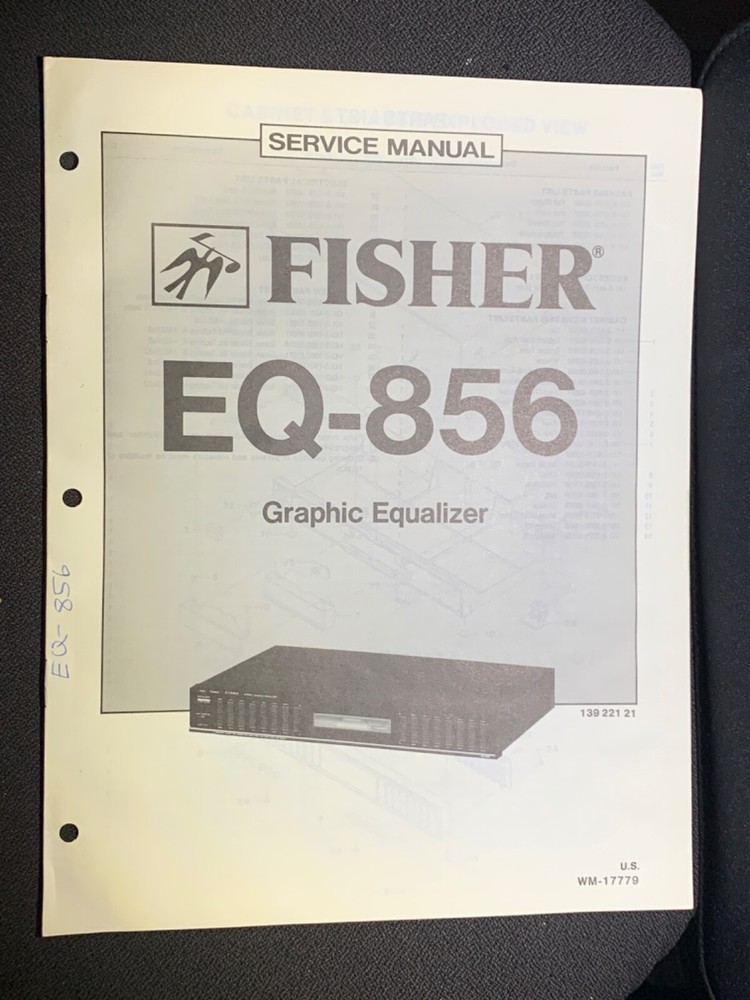 SERVICE MANUAL
FISHER®
EQ-856
Graphic Equalizer
EQ-856
139 221 21
U.S.
WM-17779